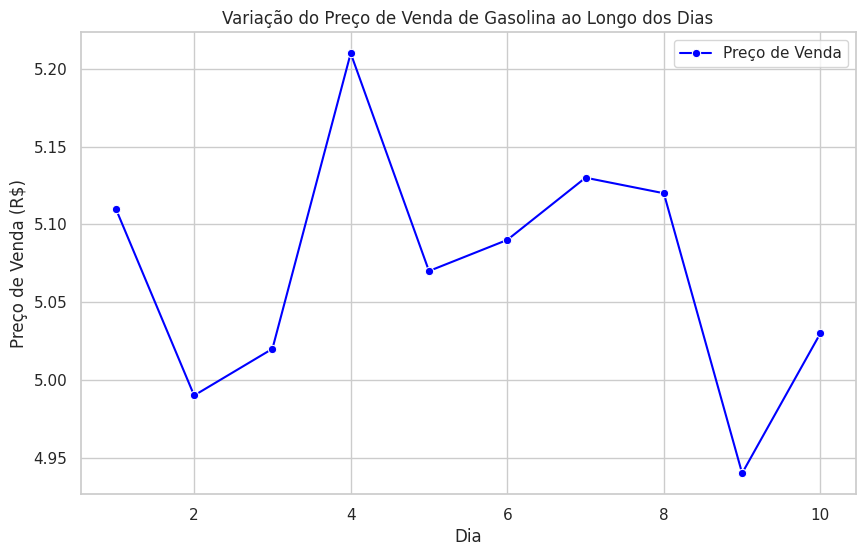 Variação do Preço de Venda de Gasolina ao Longo dos Dias
Preço de Venda
Preço de Venda (R$)
5.20
5.15
5.10
5.05
5.00
4.95
2 4 6 8 10
Dia